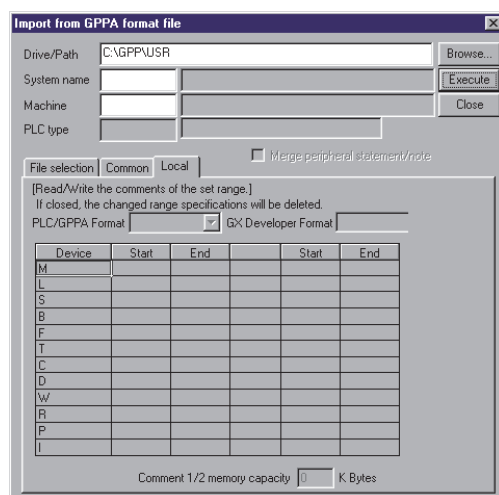 Import from GPPA format file
Drive/Path C:\GPP\USR Browse...
System name Execute
Machine Close
PLC type
Merge peripheral statement/note
File selection Common Local
[Read/Write the comments of the set range.]
If closed, the changed range specifications will be deleted.
PLC/GPPA Format GX Developer Format
Device Start End Start End
M
L
S
B
F
T
C
D
W
R
P
I
Comment 1/2 memory capacity 0 K Bytes